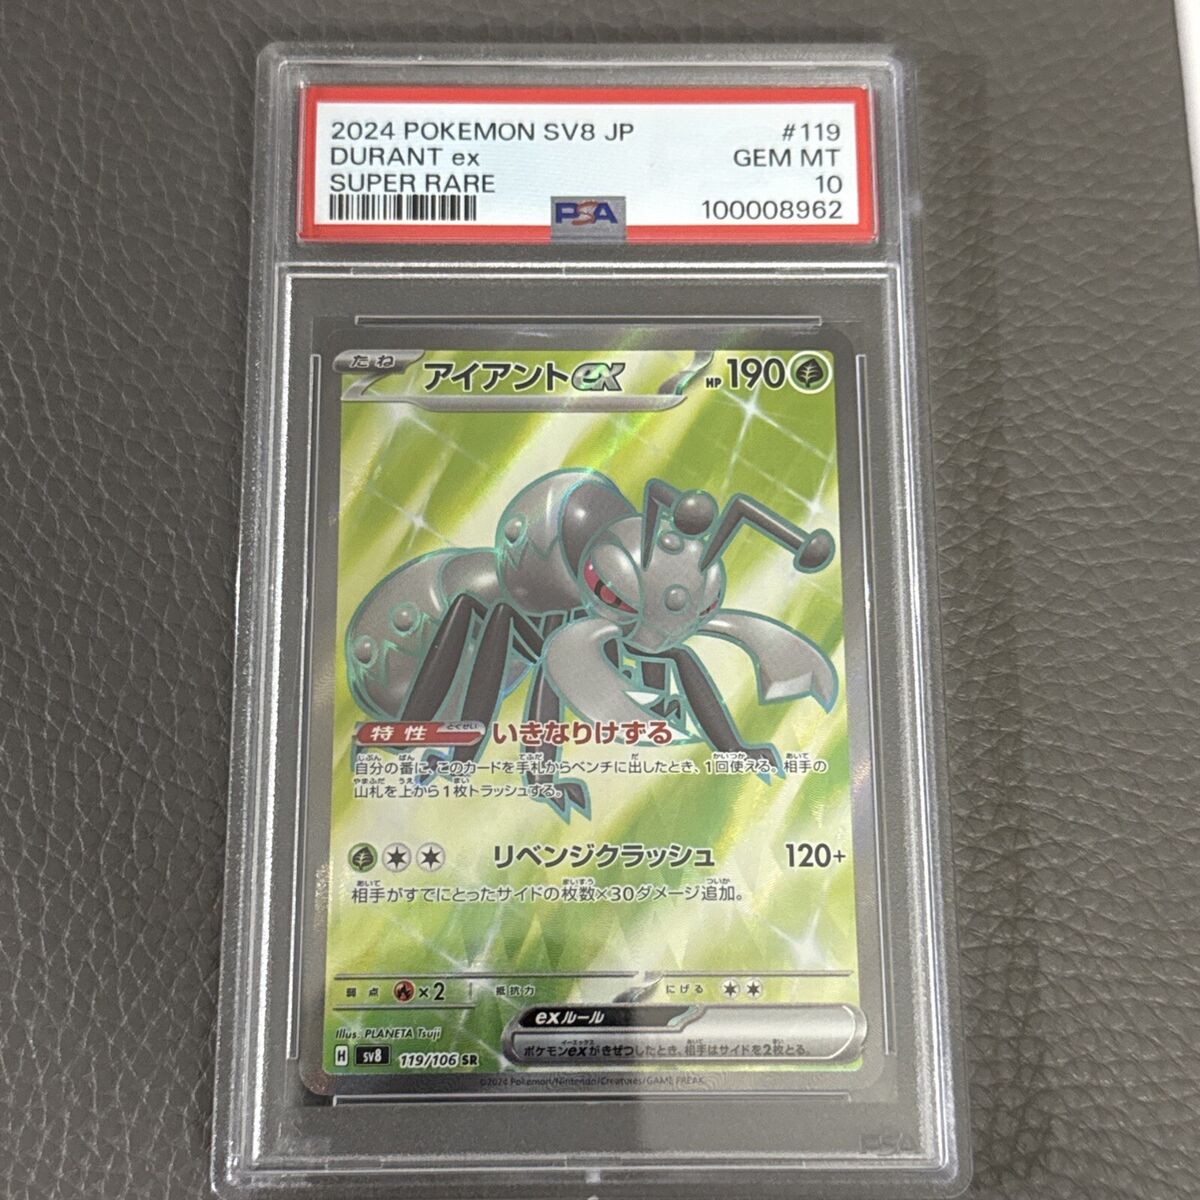 2024 POKEMON SV8 JP #119
DURANT ex GEM MT
SUPER RARE 10
PSA 100008962
たね アイアントex HP 190
特性 とくせい いきなりけずる
自分の番に、このカードを手札からベンチに出したとき、1回使える。相手の
山札を上から1枚トラッシュする。
リベンジクラッシュ 120+
相手がすでにとったサイドの枚数×30ダメージ追加。
弱点 ×2 抵抗力 にげる
Illus. PLANETA Tsuji
exルール
ポケモンexがきぜつしたとき、相手はサイドを2枚とる。
H sv8 119/106 SR
©2024 Pokémon/Nintendo/Creatures/GAME FREAK.
PSA